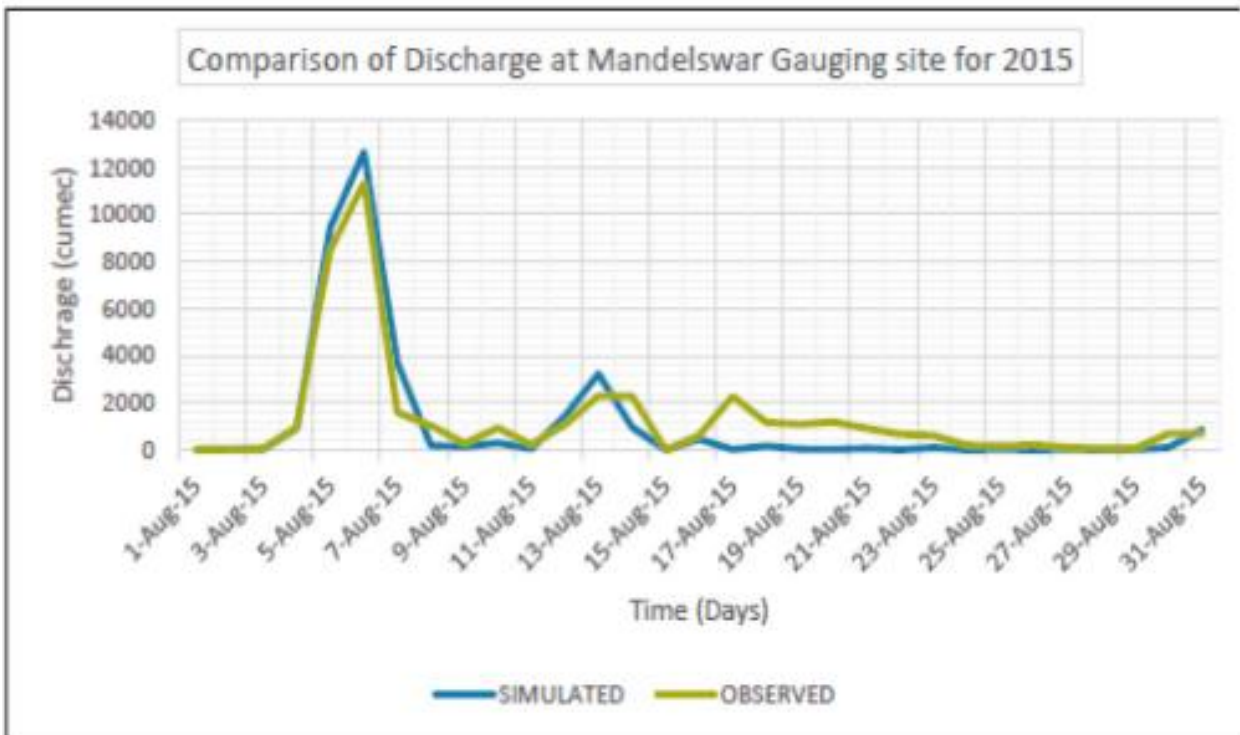 Comparison of Discharge at Mandelswar Gauging site for 2015
14000
12000
10000
8000
6000
4000
2000
0
Dischrage (cumec)
1-Aug-15
3-Aug-15
5-Aug-15
7-Aug-15
9-Aug-15
11-Aug-15
13-Aug-15
15-Aug-15
17-Aug-15
19-Aug-15
21-Aug-15
23-Aug-15
25-Aug-15
27-Aug-15
29-Aug-15
31-Aug-15
Time (Days)
SIMULATED
OBSERVED